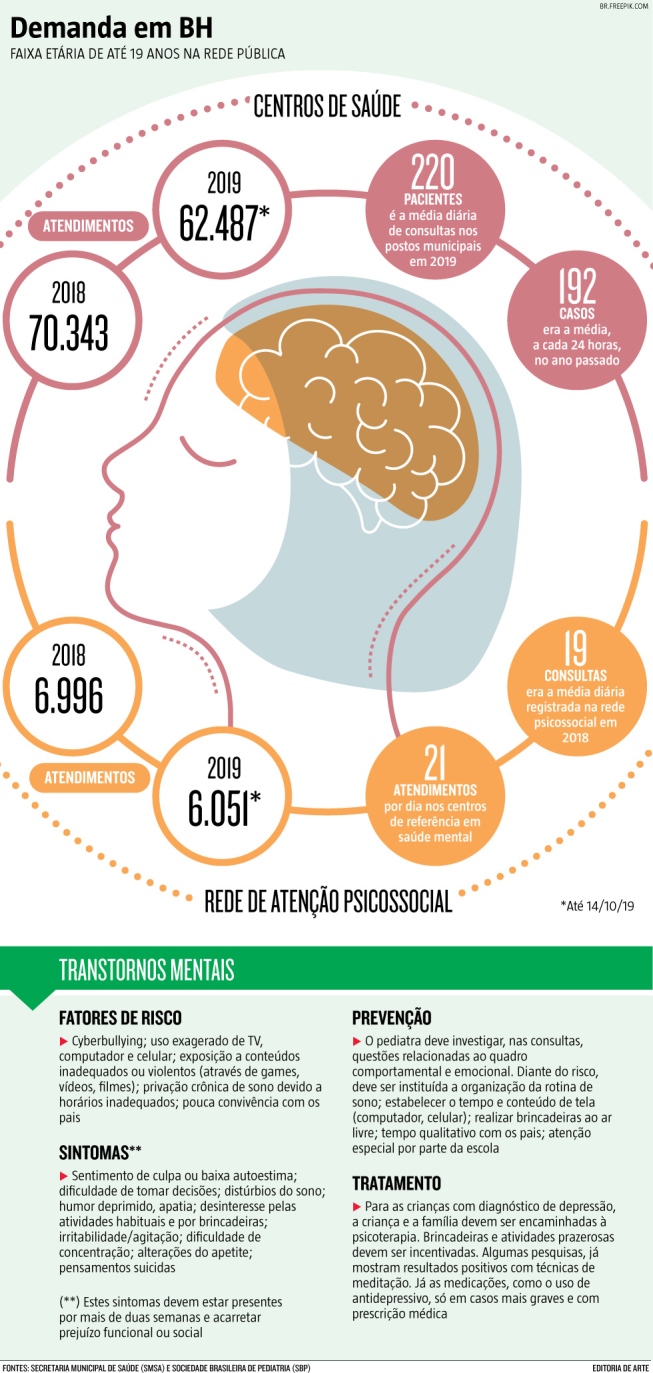 BR.FREEPIK.COM
Demanda em BH
FAIXA ETÁRIA DE ATÉ 19 ANOS NA REDE PÚBLICA
CENTROS DE SAÚDE
ATENDIMENTOS
2018
70.343
2019
62.487*
220
PACIENTES
é a média diária
de consultas nos
postos municipais
em 2019
192
CASOS
era a média,
a cada 24 horas,
no ano passado
2018
6.996
ATENDIMENTOS
2019
6.051*
21
ATENDIMENTOS
por dia nos centros
de referência em
saúde mental
19
CONSULTAS
era a média diária
registrada na rede
psicossocial em
2018
REDE DE ATENÇÃO PSICOSSOCIAL
*Até 14/10/19
TRANSTORNOS MENTAIS
FATORES DE RISCO
▶ Cyberbullying; uso exagerado de TV,
computador e celular; exposição a conteúdos
inadequados ou violentos (através de games,
vídeos, filmes); privação crônica de sono devido a
horários inadequados; pouca convivência com os
pais
SINTOMAS**
▶ Sentimento de culpa ou baixa autoestima;
dificuldade de tomar decisões; distúrbios do sono;
humor deprimido, apatia; desinteresse pelas
atividades habituais e por brincadeiras;
irritabilidade/agitação; dificuldade de
concentração; alterações do apetite;
pensamentos suicidas
(**) Estes sintomas devem estar presentes
por mais de duas semanas e acarretar
prejuízo funcional ou social
PREVENÇÃO
▶ O pediatra deve investigar, nas consultas,
questões relacionadas ao quadro
comportamental e emocional. Diante do risco,
deve ser instituída a organização da rotina de
sono; estabelecer o tempo e conteúdo de tela
(computador, celular); realizar brincadeiras ao ar
livre; tempo qualitativo com os pais; atenção
especial por parte da escola
TRATAMENTO
▶ Para as crianças com diagnóstico de depressão,
a criança e a família devem ser encaminhadas à
psicoterapia. Brincadeiras e atividades prazerosas
devem ser incentivadas. Algumas pesquisas, já
mostram resultados positivos com técnicas de
meditação. Já as medicações, como o uso de
antidepressivo, só em casos mais graves e com
prescrição médica
FONTES: SECRETARIA MUNICIPAL DE SAÚDE (SMSA) E SOCIEDADE BRASILEIRA DE PEDIATRIA (SBP)
EDITORIA DE ARTE